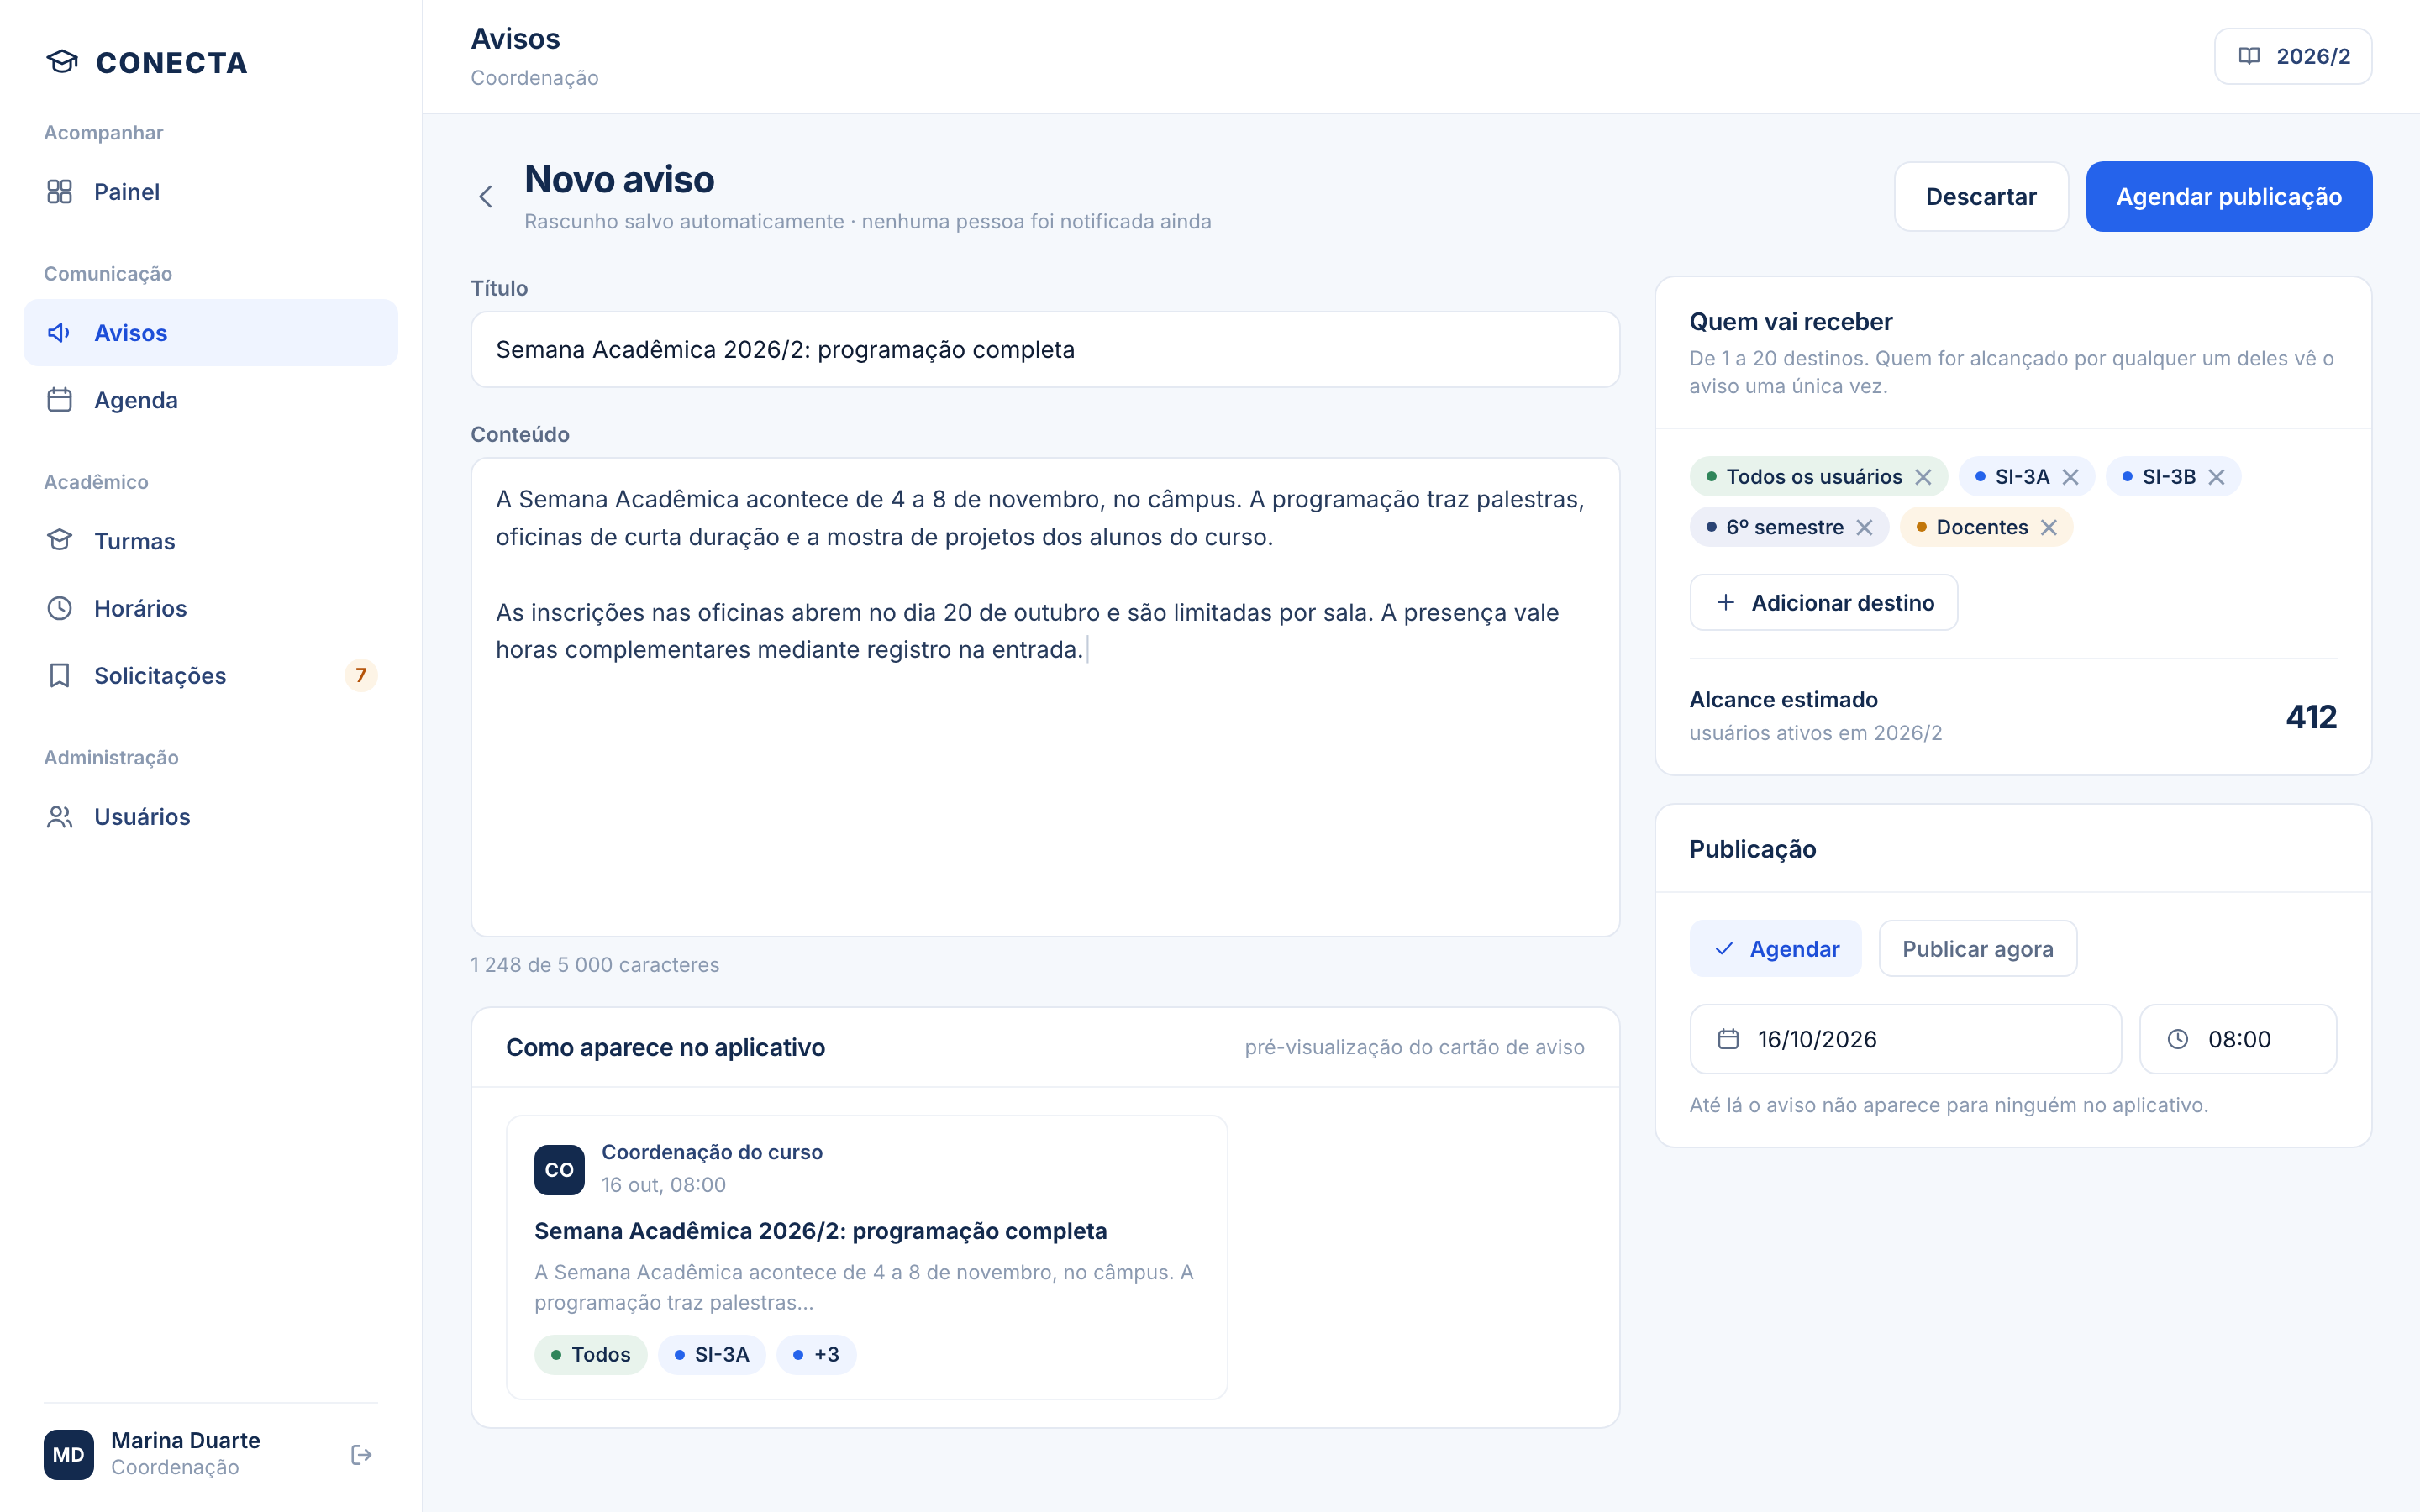 CONECTA
Acompanhar
Painel
Comunicação
Avisos
Agenda
Acadêmico
Turmas
Horários
Solicitações 7
Administração
Usuários
MD
Marina Duarte
Coordenação
Avisos
Coordenação
2026/2
Novo aviso
Rascunho salvo automaticamente · nenhuma pessoa foi notificada ainda
Descartar
Agendar publicação
Título
Semana Acadêmica 2026/2: programação completa
Conteúdo
A Semana Acadêmica acontece de 4 a 8 de novembro, no câmpus. A programação traz palestras,
oficinas de curta duração e a mostra de projetos dos alunos do curso.
As inscrições nas oficinas abrem no dia 20 de outubro e são limitadas por sala. A presença vale
horas complementares mediante registro na entrada.
1 248 de 5 000 caracteres
Como aparece no aplicativo
pré-visualização do cartão de aviso
CO
Coordenação do curso
16 out, 08:00
Semana Acadêmica 2026/2: programação completa
A Semana Acadêmica acontece de 4 a 8 de novembro, no câmpus. A
programação traz palestras...
Todos SI-3A +3
Quem vai receber
De 1 a 20 destinos. Quem for alcançado por qualquer um deles vê o
aviso uma única vez.
Todos os usuários SI-3A SI-3B
6º semestre Docentes
Adicionar destino
Alcance estimado
usuários ativos em 2026/2
412
Publicação
Agendar Publicar agora
16/10/2026 08:00
Até lá o aviso não aparece para ninguém no aplicativo.